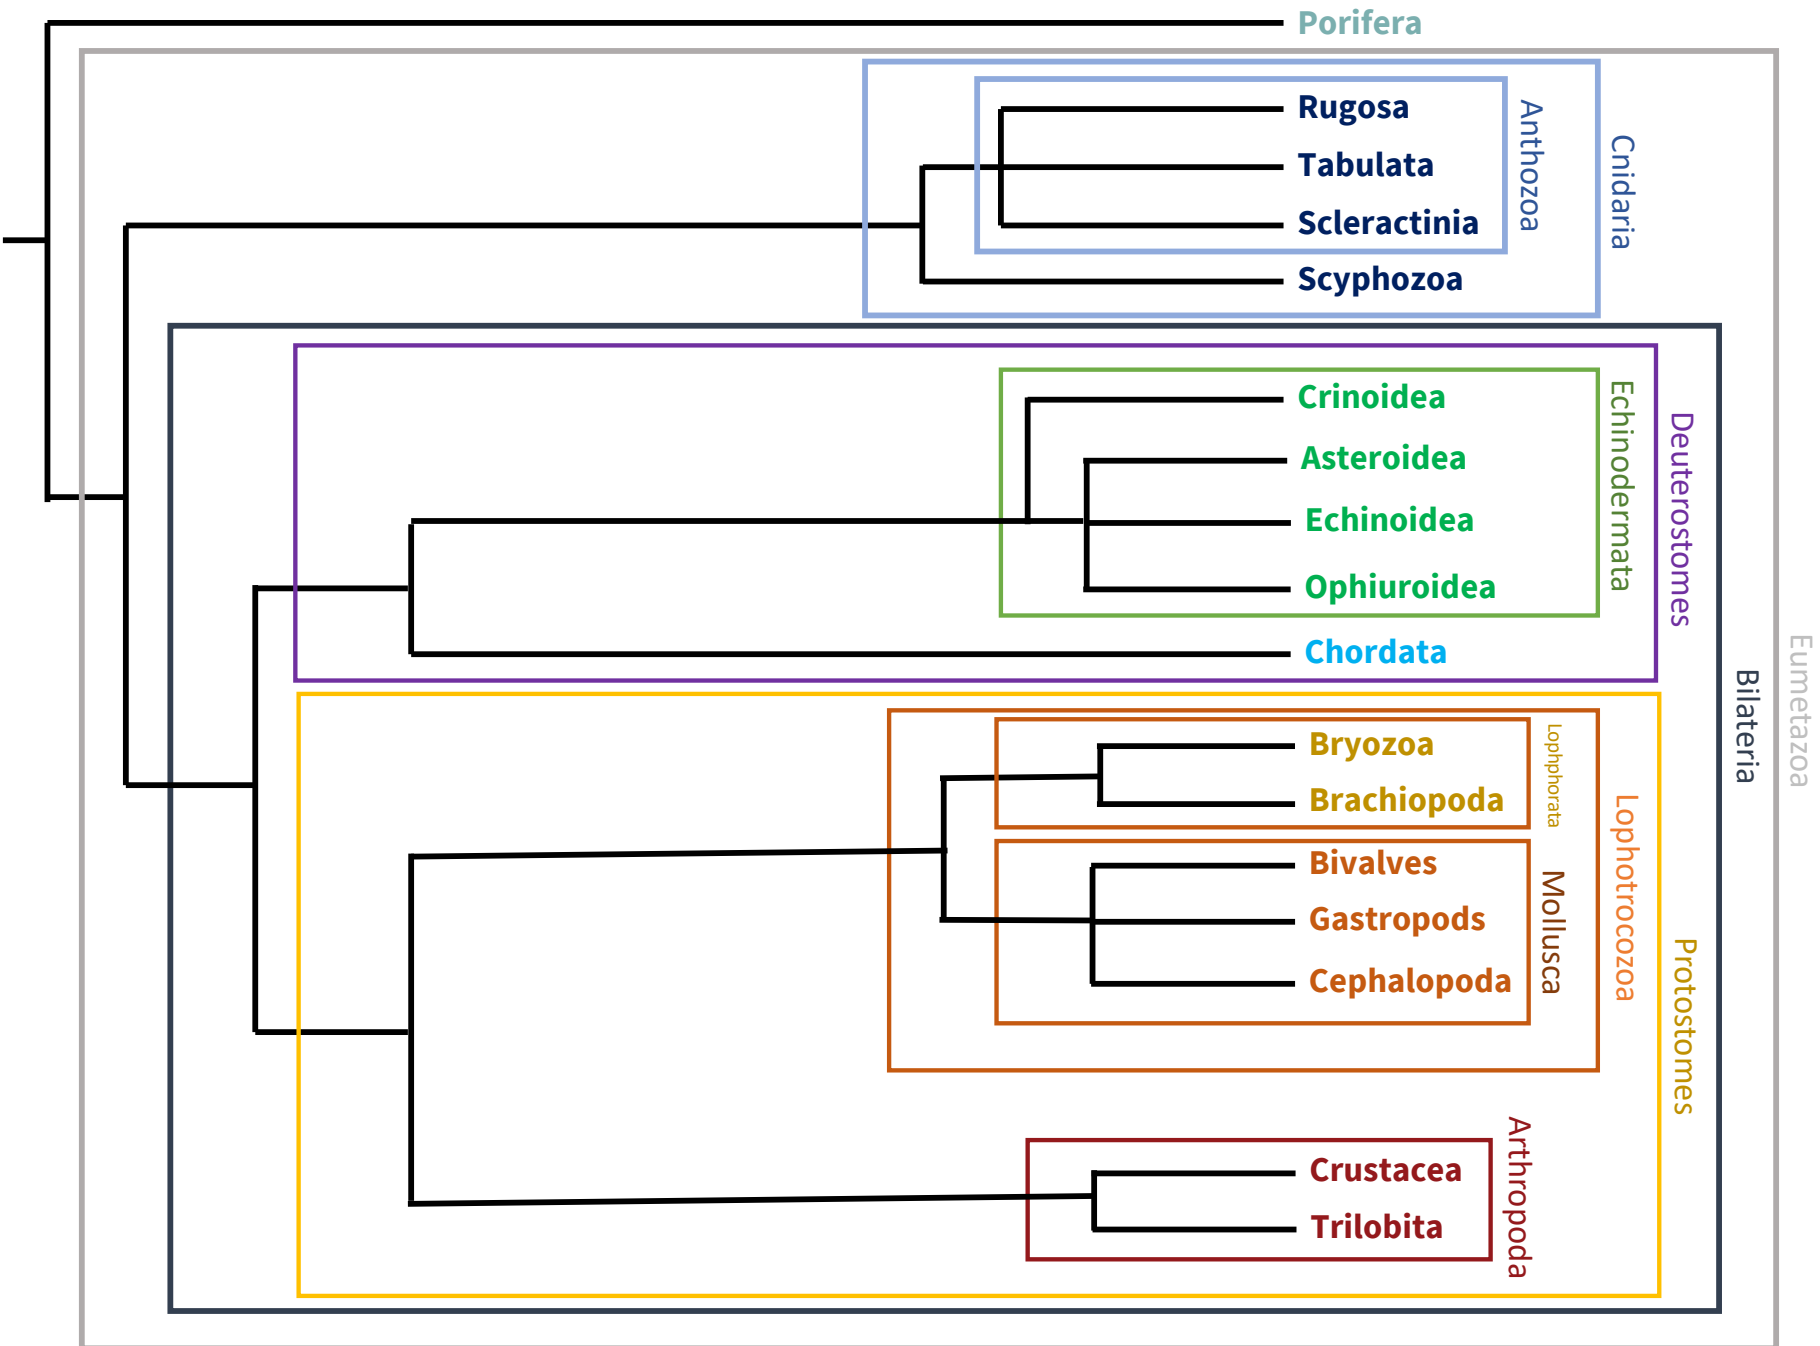 Porifera
Rugosa
Tabulata
Scleractinia
Scyphozoa
Anthozoa
Cnidaria
Crinoidea
Asteroidea
Echinoidea
Ophiuroidea
Echinodermata
Chordata
Deuterostomes
Bryozoa
Brachiopoda
Lophphorata
Bivalves
Gastropods
Cephalopoda
Mollusca
Lophotrocozoa
Crustacea
Trilobita
Arthropoda
Protostomes
Bilateria
Eumetazoa